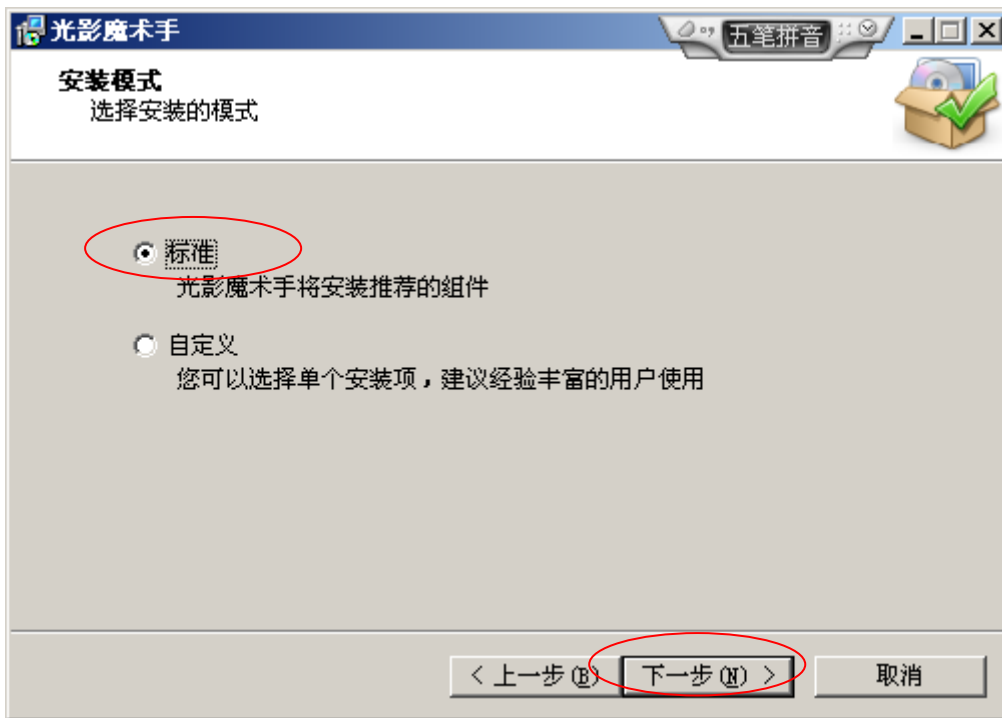 光影魔术手
五笔拼音
安装模式
选择安装的模式
标准
光影魔术手将安装推荐的组件
自定义
您可以选择单个安装项，建议经验丰富的用户使用
< 上一步(B)
下一步(N) >
取消